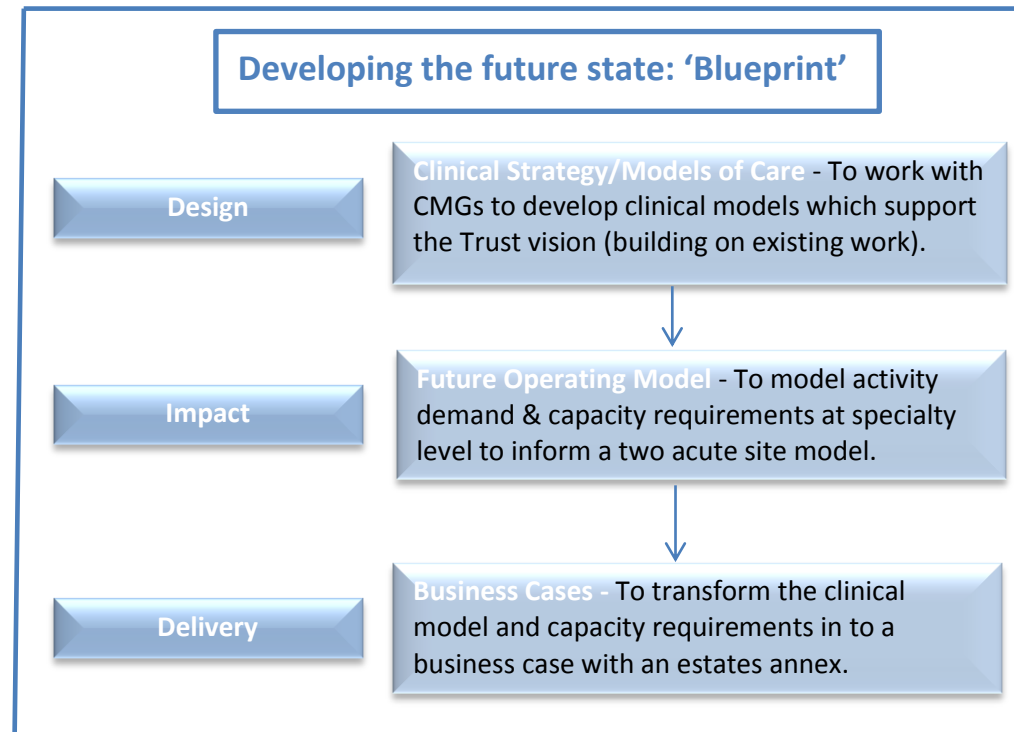 Developing the future state: ‘Blueprint’
Design
Clinical Strategy/Models of Care - To work with
CMGs to develop clinical models which support
the Trust vision (building on existing work).
Impact
Future Operating Model - To model activity
demand & capacity requirements at specialty
level to inform a two acute site model.
Delivery
Business Cases - To transform the clinical
model and capacity requirements in to a
business case with an estates annex.